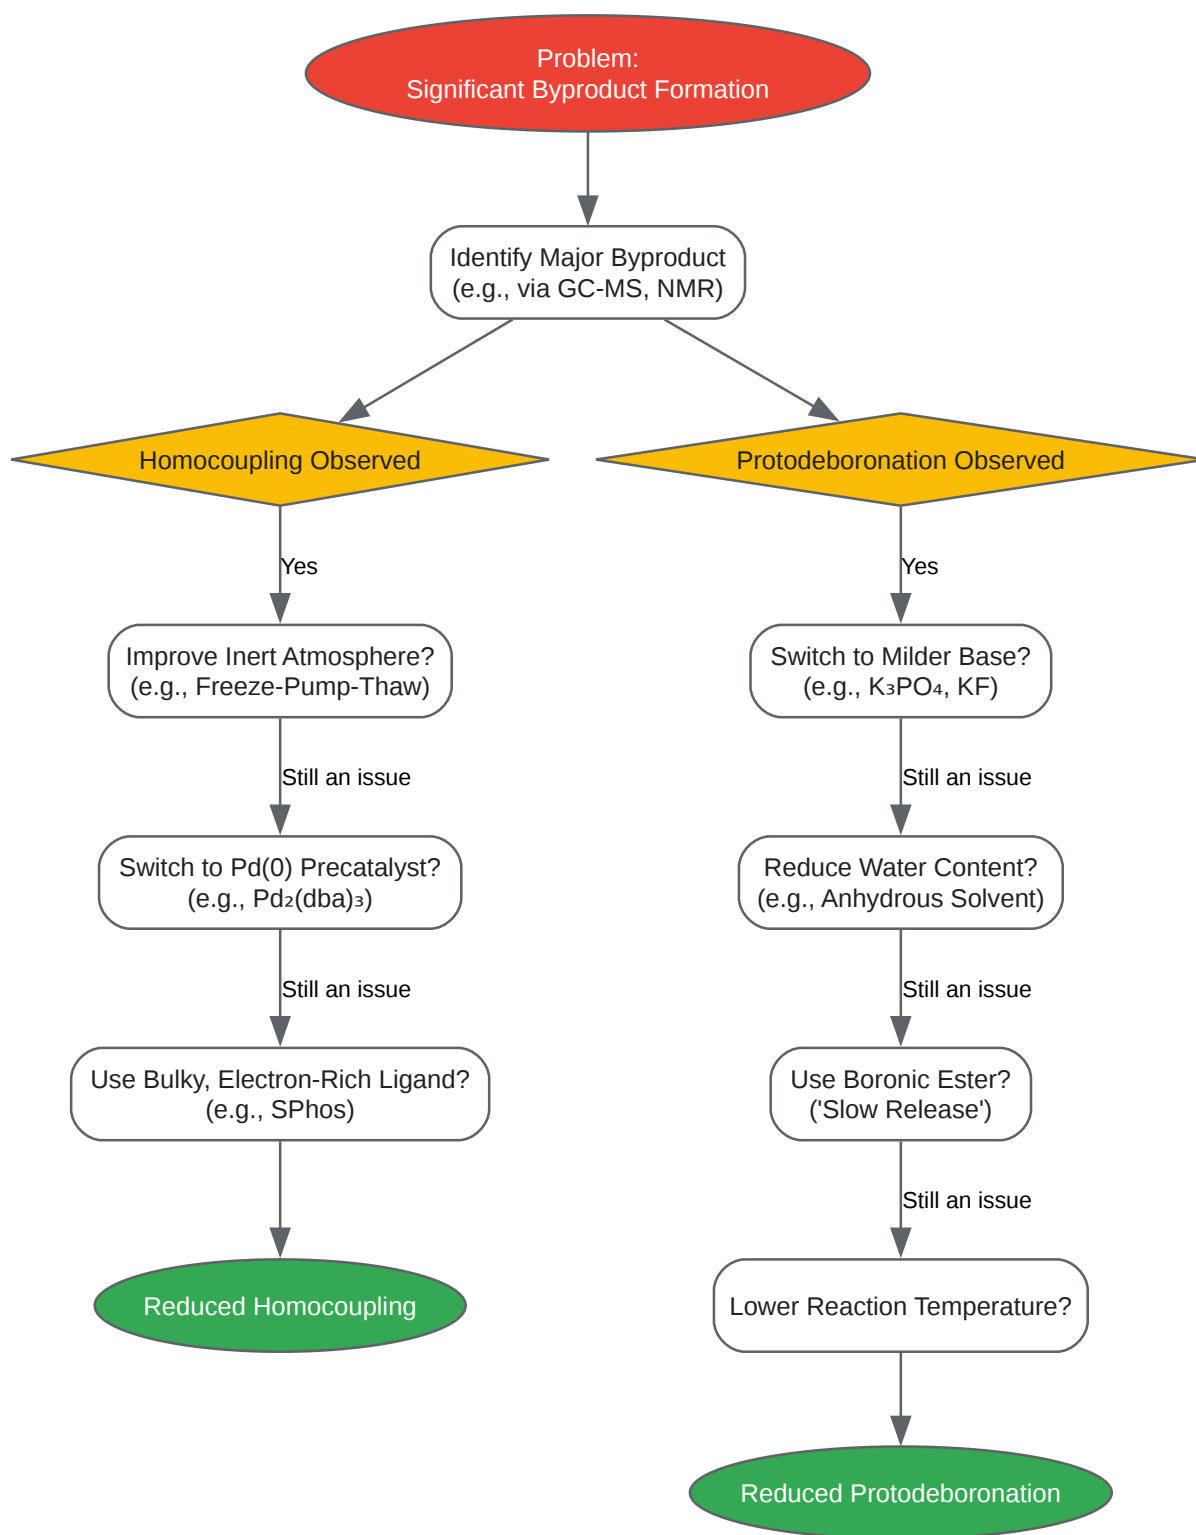 Problem:
Significant Byproduct Formation
Identify Major Byproduct
(e.g., via GC-MS, NMR)
Homocoupling Observed
Protodeboronation Observed
Yes
Yes
Improve Inert Atmosphere?
(e.g., Freeze-Pump-Thaw)
Switch to Milder Base?
(e.g., K₃PO₄, KF)
Still an issue
Still an issue
Switch to Pd(0) Precatalyst?
(e.g., Pd₂(dba)₃)
Reduce Water Content?
(e.g., Anhydrous Solvent)
Still an issue
Still an issue
Use Bulky, Electron-Rich Ligand?
(e.g., SPhos)
Use Boronic Ester?
('Slow Release')
Still an issue
Reduced Homocoupling
Lower Reaction Temperature?
Reduced Protodeboronation